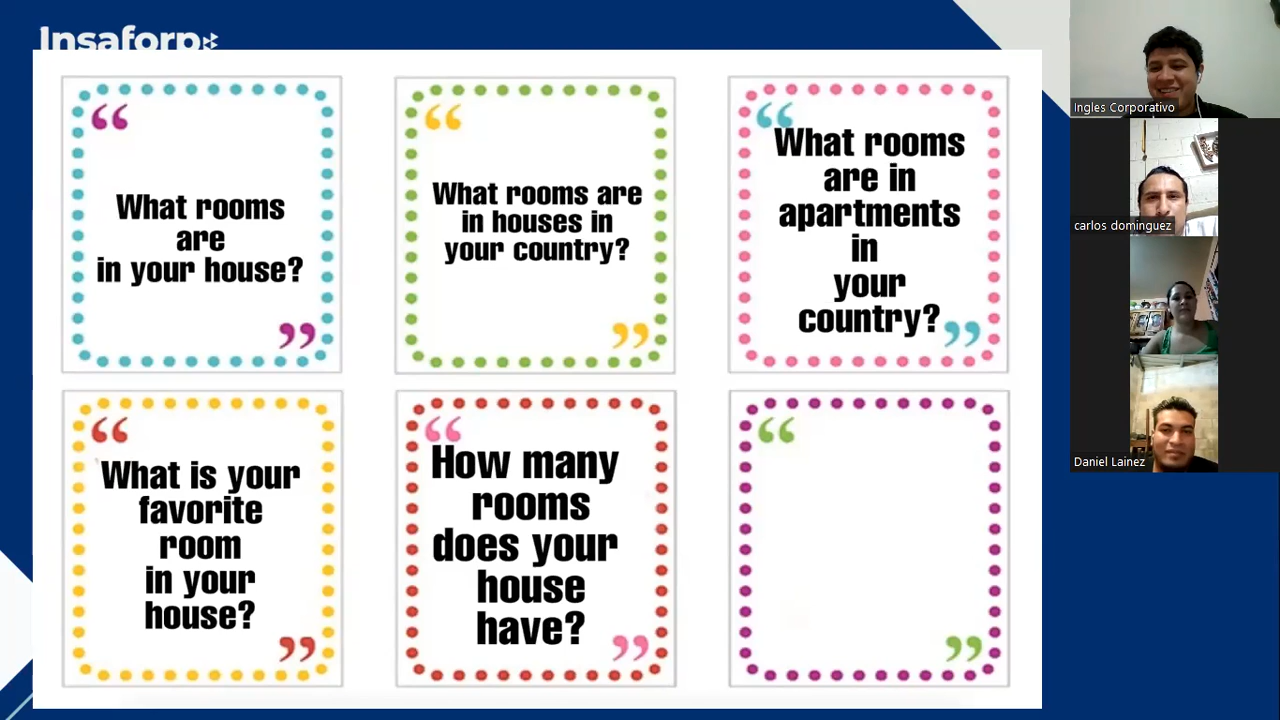 Insaforp
What rooms
are
in your house?
What rooms are
in houses in
your country?
What rooms
are in
apartments
in
your
country?
What is your
favorite
room
in your
house?
How many
rooms
does your
house
have?
Ingles Corporativo
carlos dominguez
Daniel Lainez